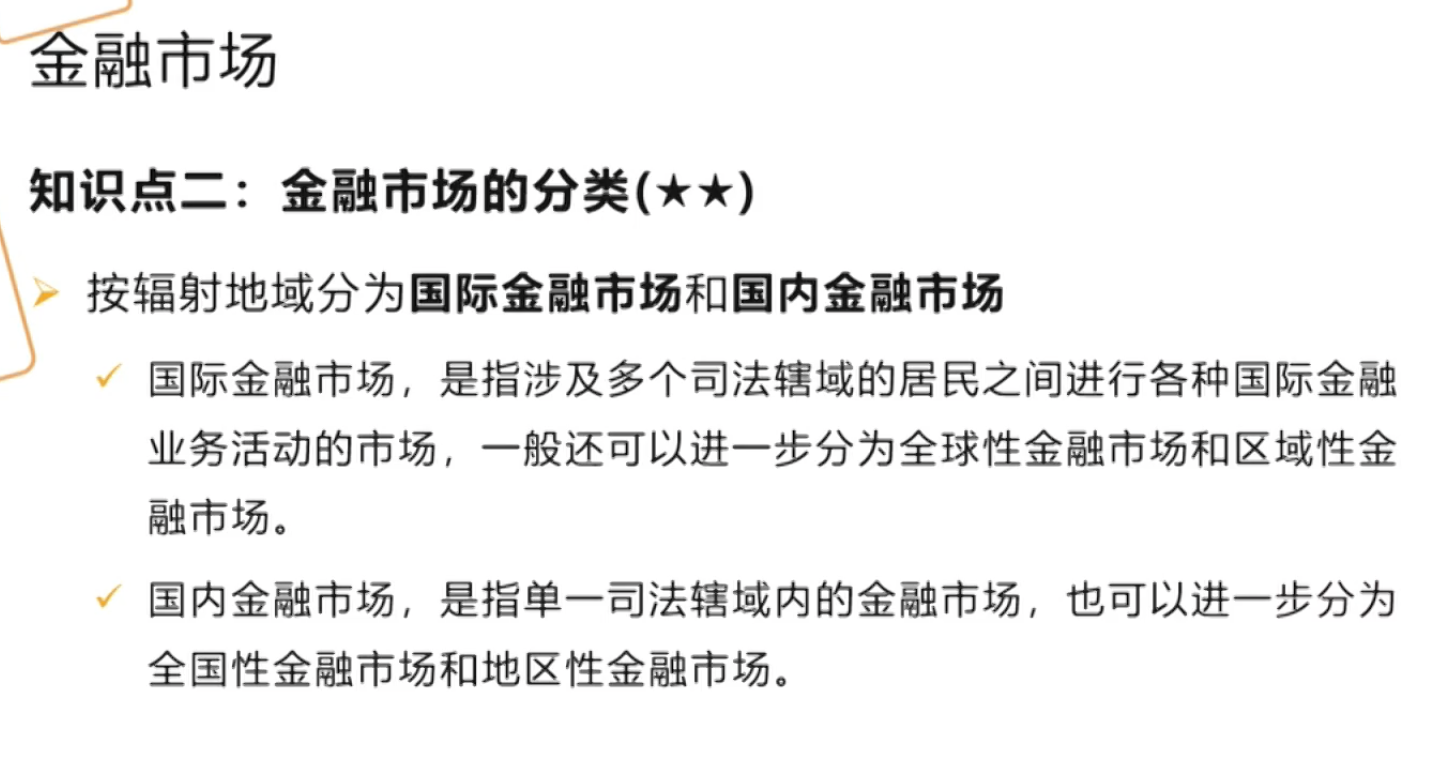 金融市场
知识点二：金融市场的分类(★★)
按辐射地域分为国际金融市场和国内金融市场
国际金融市场，是指涉及多个司法辖域的居民之间进行各种国际金融
业务活动的市场，一般还可以进一步分为全球性金融市场和区域性金
融市场。
国内金融市场，是指单一司法辖域内的金融市场，也可以进一步分为
全国性金融市场和地区性金融市场。